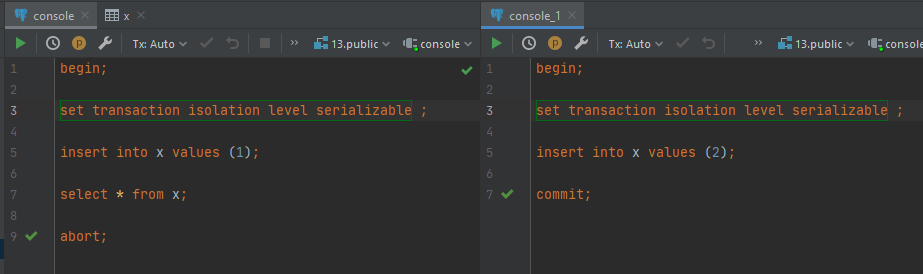 console
x
Tx: Auto
13.public
console
1 begin;
2
3 set transaction isolation level serializable ;
4
5 insert into x values (1);
6
7 select * from x;
8
9 abort;
console_1
Tx: Auto
13.public
console
1 begin;
2
3 set transaction isolation level serializable ;
4
5 insert into x values (2);
6
7 commit;